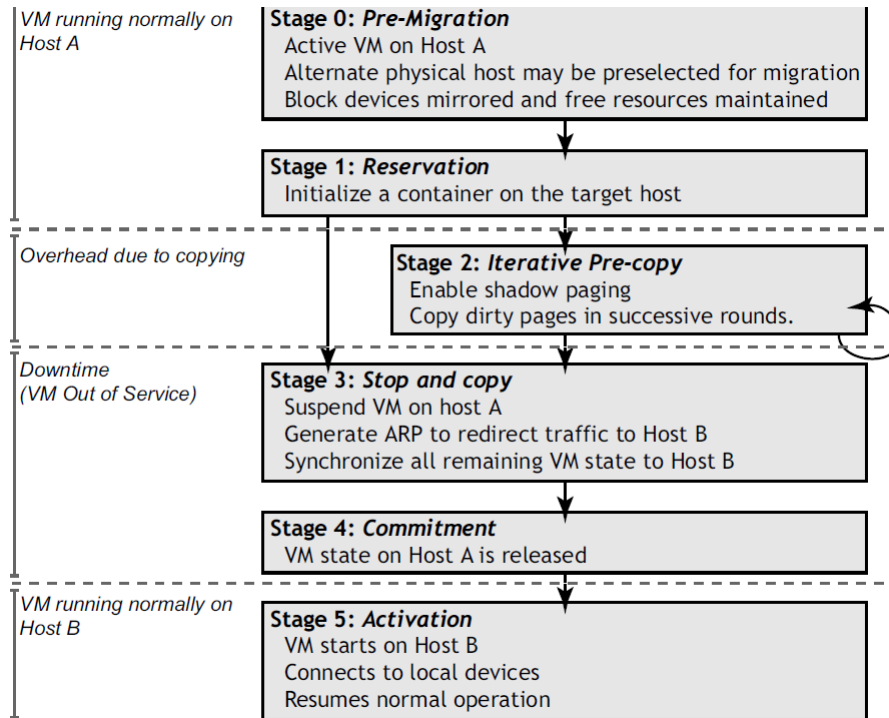 VM running normally on
Host A
Stage 0: Pre-Migration
Active VM on Host A
Alternate physical host may be preselected for migration
Block devices mirrored and free resources maintained
Stage 1: Reservation
Initialize a container on the target host
Overhead due to copying
Stage 2: Iterative Pre-copy
Enable shadow paging
Copy dirty pages in successive rounds.
Downtime
(VM Out of Service)
Stage 3: Stop and copy
Suspend VM on host A
Generate ARP to redirect traffic to Host B
Synchronize all remaining VM state to Host B
Stage 4: Commitment
VM state on Host A is released
VM running normally on
Host B
Stage 5: Activation
VM starts on Host B
Connects to local devices
Resumes normal operation